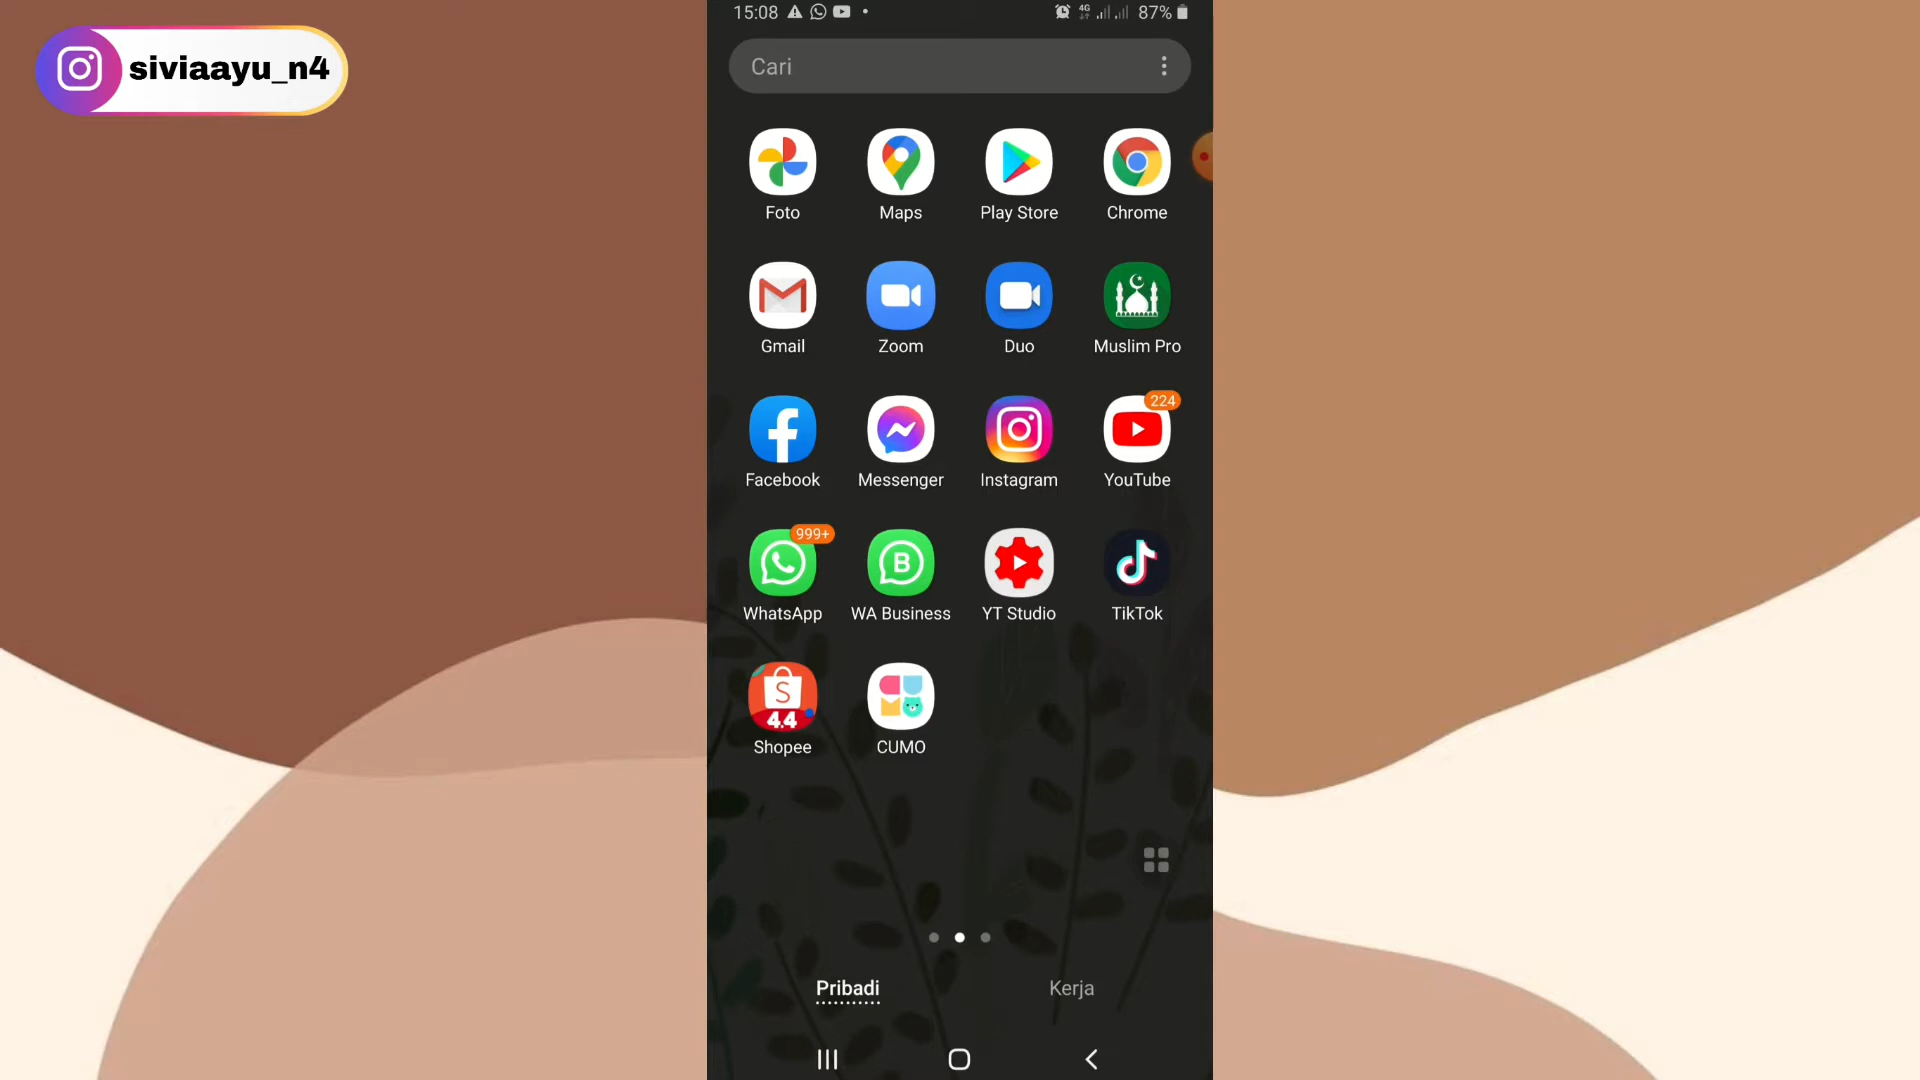 siviaayu_n4
15:08 4G 87%
Cari
Foto Maps Play Store Chrome
Gmail Zoom Duo Muslim Pro
224
Facebook Messenger Instagram YouTube
999+
B
WhatsApp WA Business YT Studio TikTok
S
4.4
Shopee CUMO
Pribadi Kerja